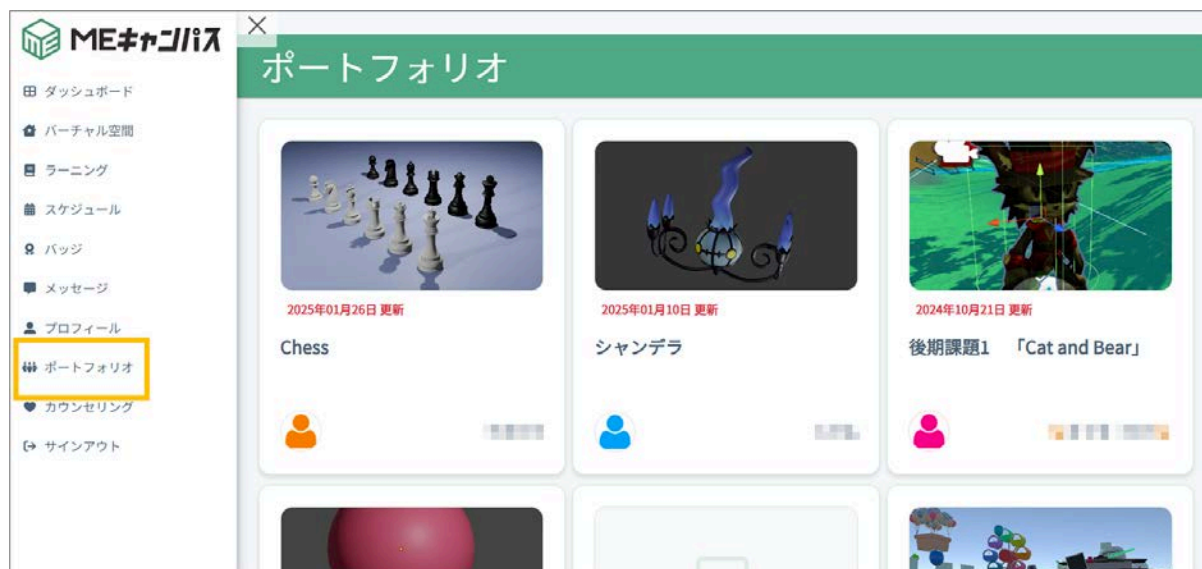 MEキャンパス
ダッシュボード
バーチャル空間
ラーニング
スケジュール
バッジ
メッセージ
プロフィール
ポートフォリオ
カウンセリング
サインアウト
ポートフォリオ
2025年01月26日 更新
Chess
2025年01月10日 更新
シャンデラ
2024年10月21日 更新
後期課題1 「Cat and Bear」